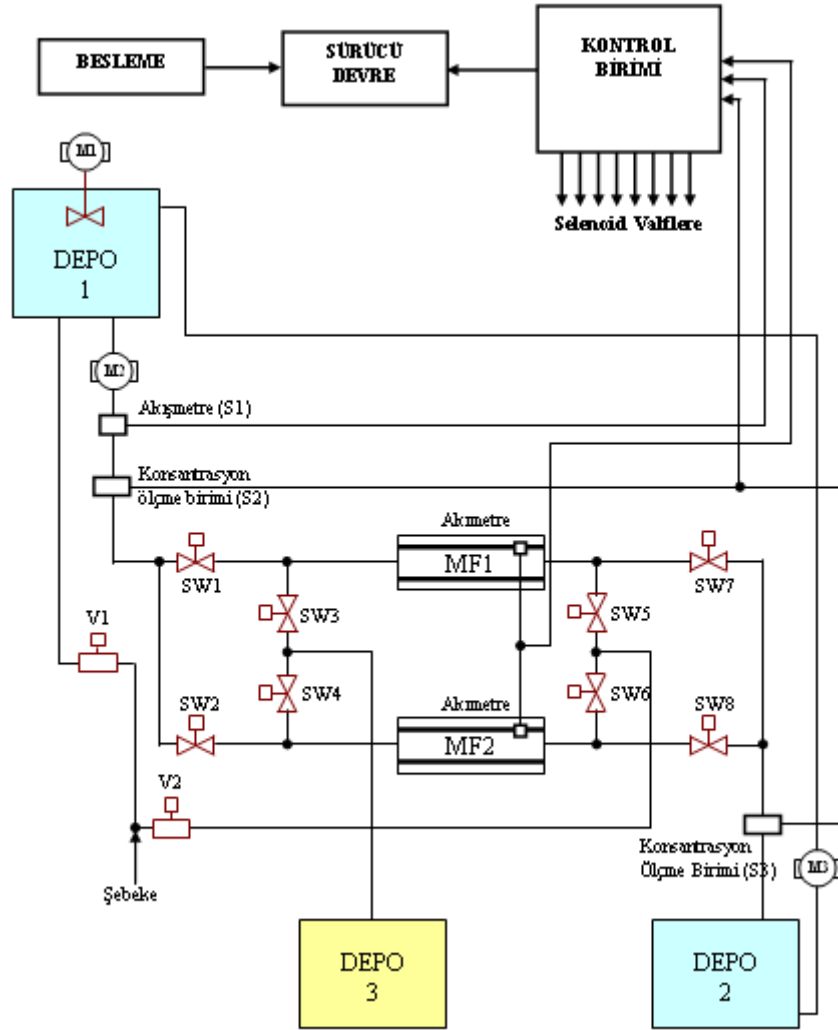 BESLEME
SÜRÜCÜ
DEVRE
KONTROL
BİRİMİ
M1
Selenoid Valflere
DEPO
1
M2
Akışmetre (S1)
Konsantrasyon
ölçme birimi (S2)
Akımetre
MF1
SW1
SW7
V1
SW3
SW5
SW4
SW6
SW2
Akımetre
SW8
MF2
V2
Konsantrasyon
Ölçme Birimi (S3)
M3
Şebeke
DEPO
3
DEPO
2